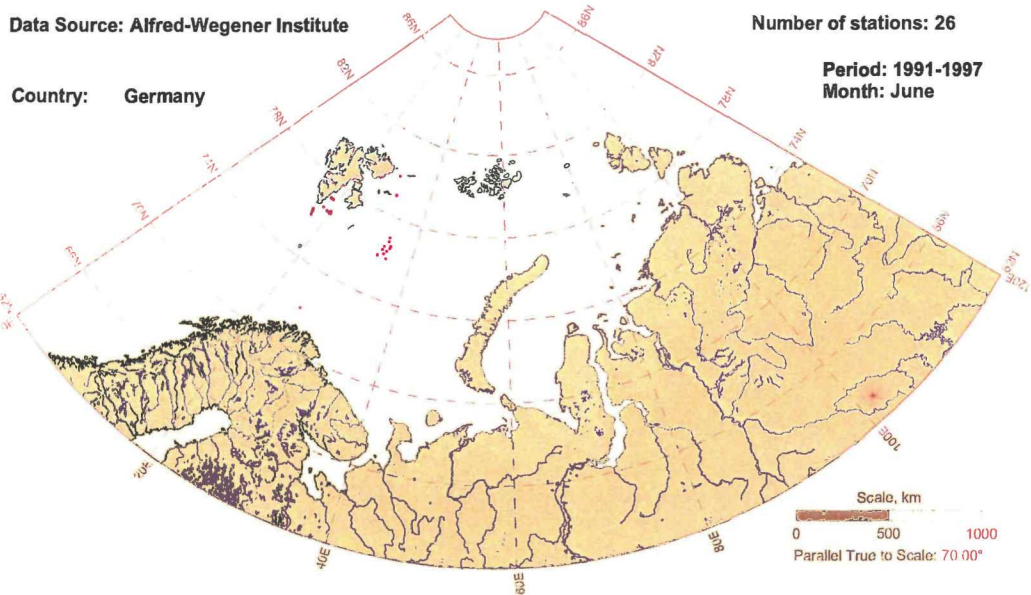 Data Source: Alfred-Wegener Institute
Number of stations: 26
Country: Germany
Period: 1991-1997
Month: June
86N
86N
82N
82N
78N
78N
74N
74N
70N
70N
66N
66N
120E
100E
80E
60E
40E
20E
Scale, km
0 500 1000
Parallel True to Scale: 70.00°